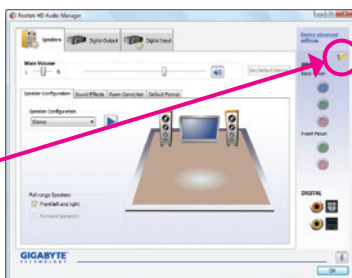 Realtek HD Audio Manager
Speakers
Digital Output
Digital Input
Device advanced settings
Main Volume
L
R
Set Default Device
Speaker Configuration
Sound Effects
Room Correction
Default Format
Speaker Configuration
Stereo
Front Panel
Full-range Speakers
Front left and right
Surround speakers
DIGITAL
GIGABYTE
TECHNOLOGY
OK